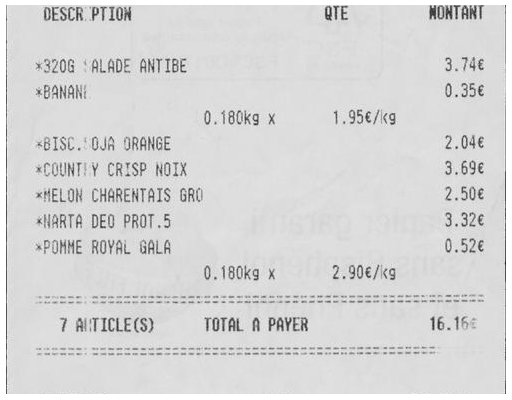 DESCRIPTION QTE MONTANT
*320G SALADE ANTIBE 3.74€
*BANANE 0.35€
0.180kg x 1.95€/kg
*BISC.SOJA ORANGE 2.04€
*COUNTRY CRISP NOIX 3.69€
*MELON CHARENTAIS GRO 2.50€
*NARTA DEO PROT.5 3.32€
*POMME ROYAL GALA 0.52€
0.180kg x 2.90€/kg
7 ARTICLE(S) TOTAL A PAYER 16.16€